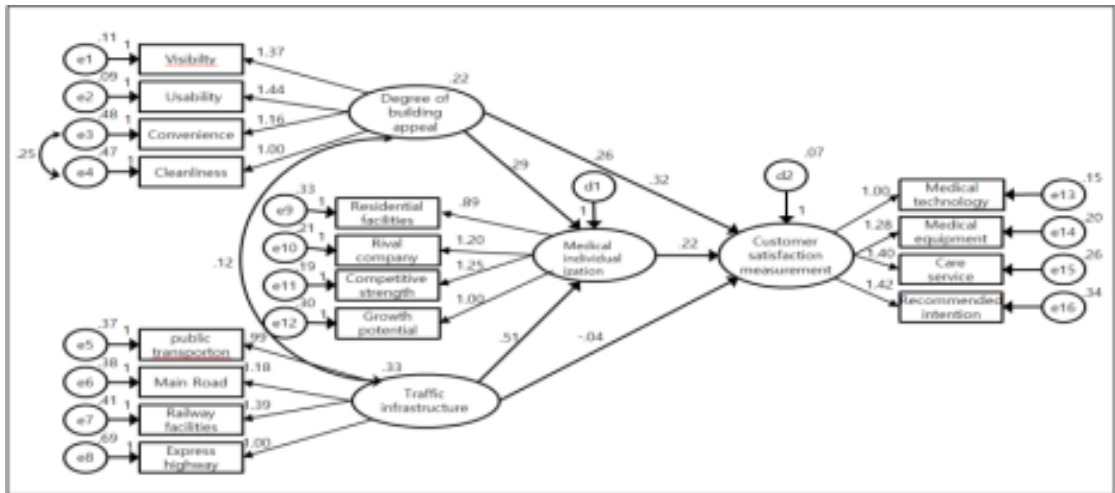 .11
e1
1
Visibilty
1.37
.09
e2
1
Usability
1.44
.48
e3
1
Convenience
1.16
.47
e4
1
Cleanliness
1.00
.25
.22
Degree of
building
appeal
.29
.26
.32
.33
e9
1
Residential
facilities
.89
.21
e10
1
Rival
company
1.20
.19
e11
1
Competitive
strength
1.25
.30
e12
1
Growth
potential
1.00
d1
1
Medical
individual
ization
.22
.07
d2
1
Customer
satisfaction
measurement
1.00
Medical
technology
.15
e13
1.28
Medical
equipment
.20
e14
1.40
Care
service
.26
e15
1.42
Recommended
intention
.34
e16
.12
.37
e5
1
public
transporton
.99
.38
e6
1
Main Road
1.18
.41
e7
1
Railway
facilities
1.39
.69
e8
1
Express
highway
1.00
.33
Traffic
infrastructure
.51
-.04